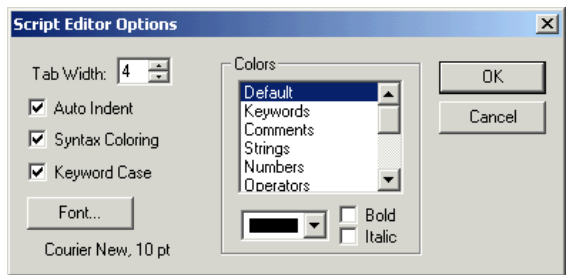 Script Editor Options
Tab Width: 4
Auto Indent
Syntax Coloring
Keyword Case
Font...
Courier New, 10 pt
Colors
Default
Keywords
Comments
Strings
Numbers
Operators
Bold
Italic
OK
Cancel